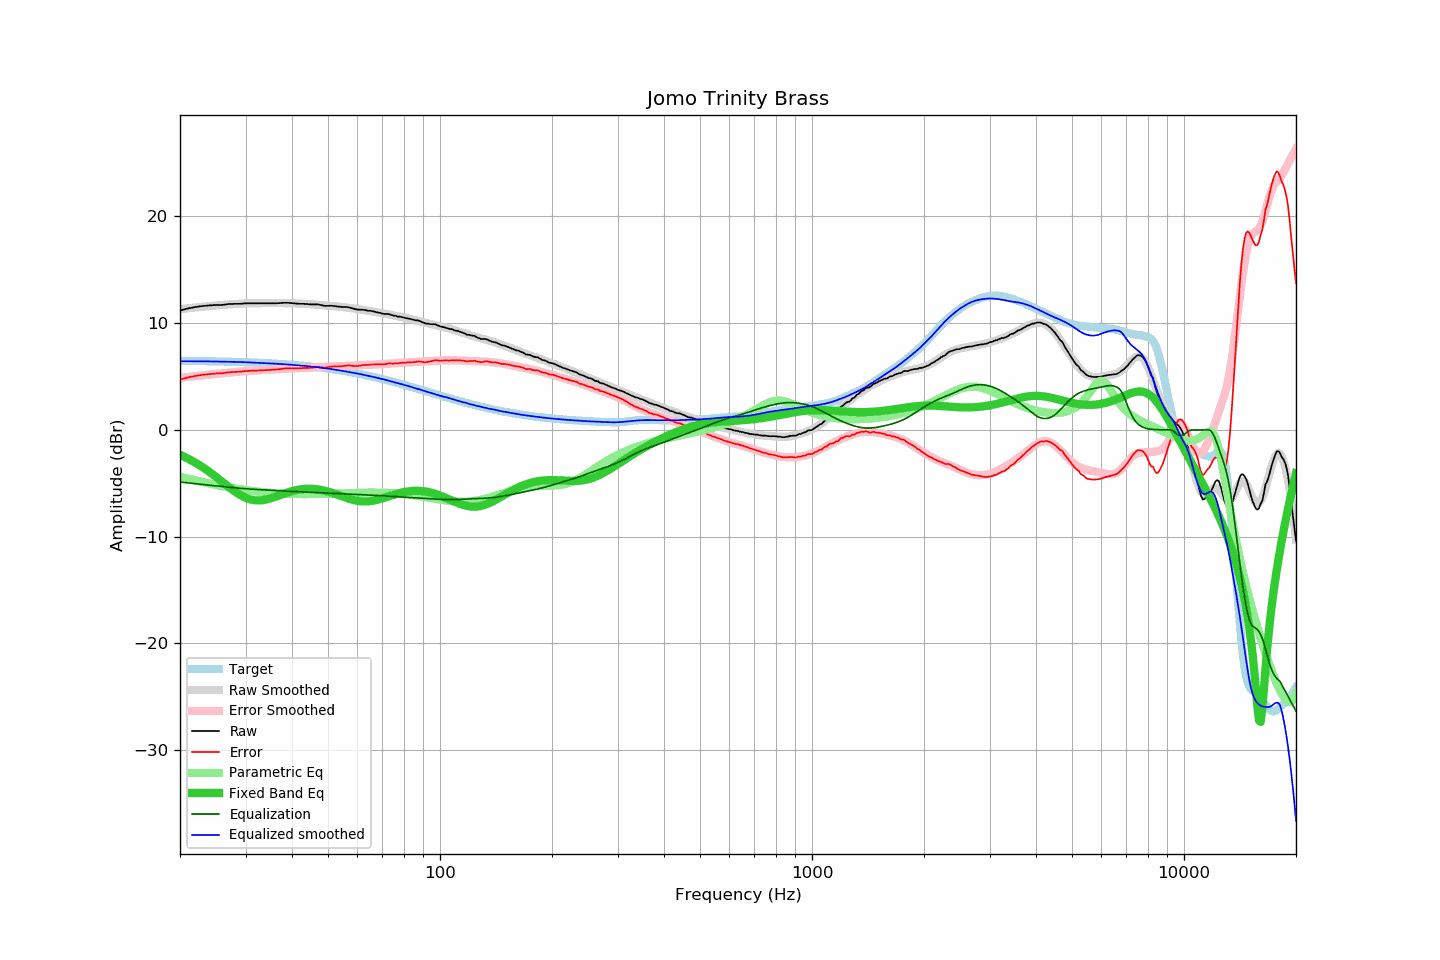 Jomo Trinity Brass
Amplitude (dBr)
20
10
0
−10
−20
−30
Target
Raw Smoothed
Error Smoothed
Raw
Error
Parametric Eq
Fixed Band Eq
Equalization
Equalized smoothed
100
1000
10000
Frequency (Hz)